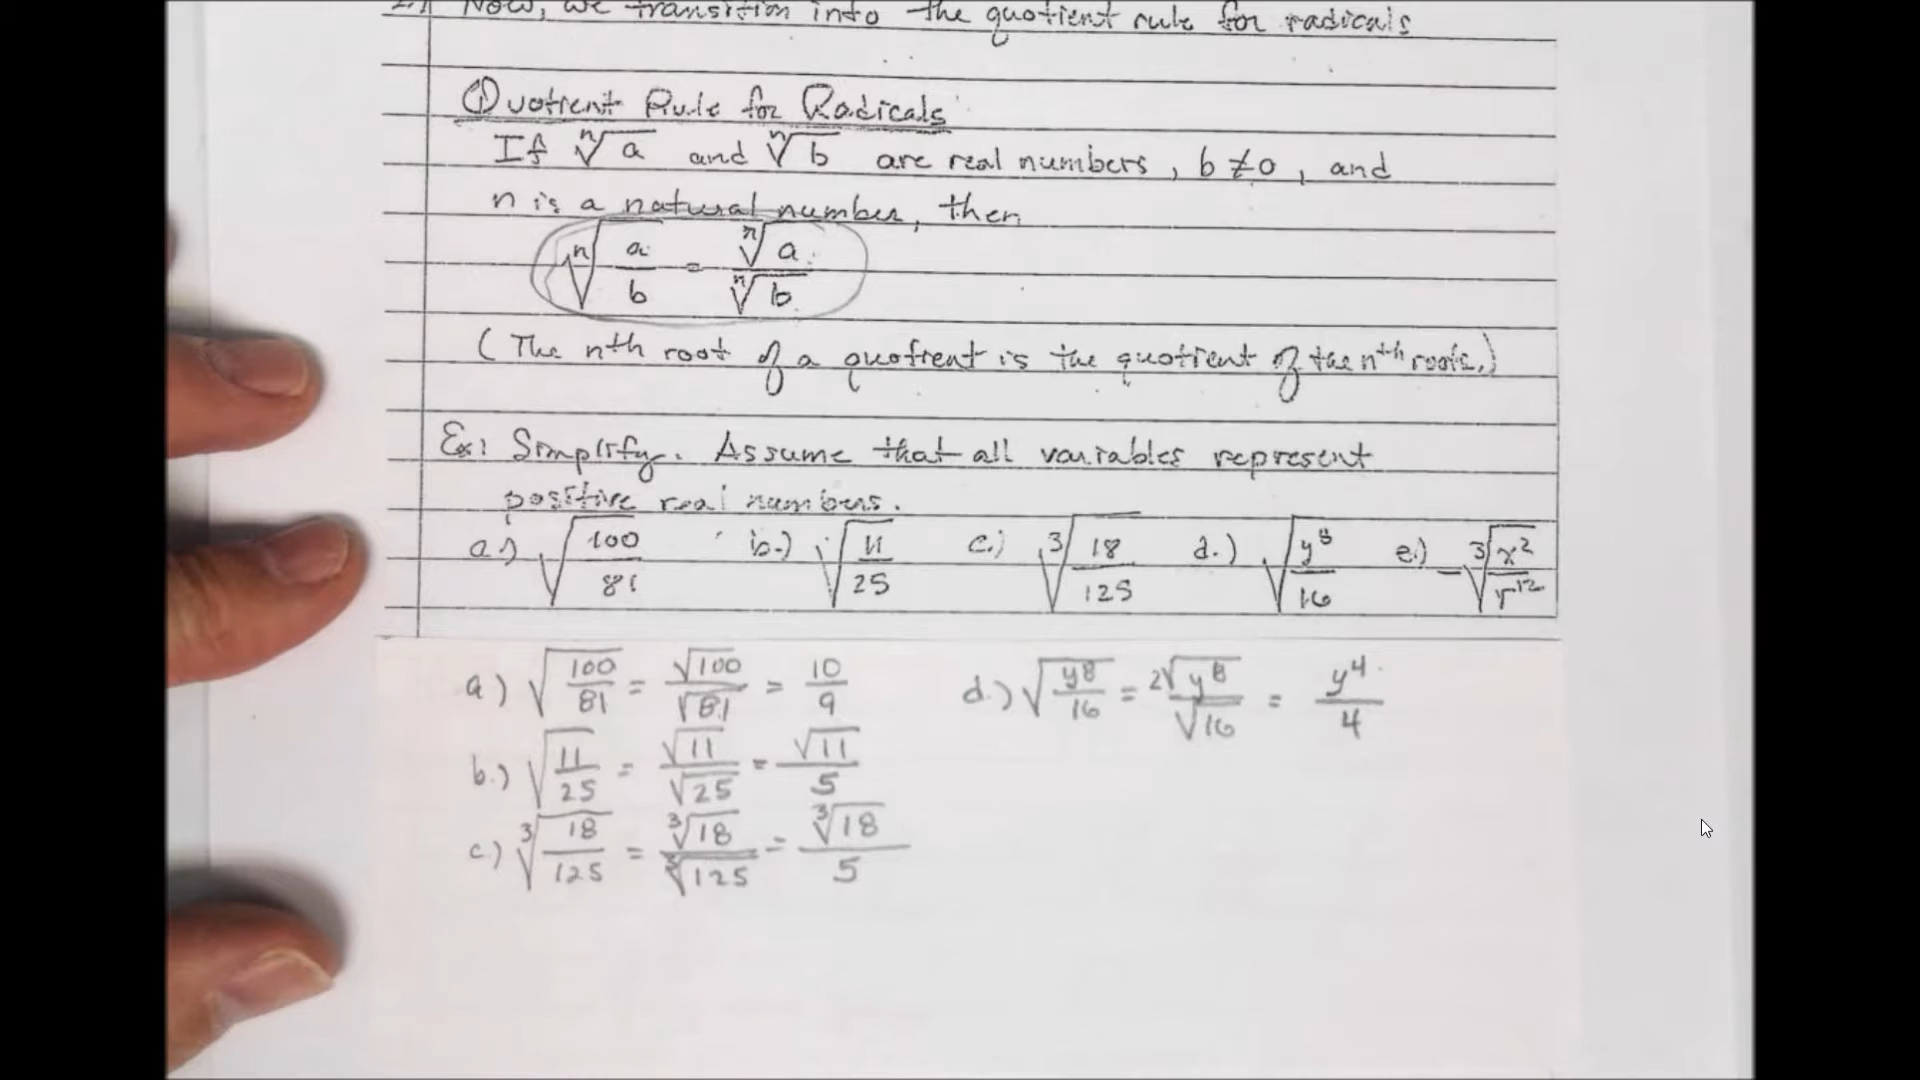 Now, we transition into the quotient rule for radicals
Quotient Rule for Radicals
If ⁿ√a and ⁿ√b are real numbers, b≠0, and
n is a natural number, then
ⁿ√(a/b) = ⁿ√a / ⁿ√b
(The nth root of a quotient is the quotient of the nᵗʰ roots.)
Ex: Simplify. Assume that all variables represent
positive real numbers.
a.) √(100/81) b.) √(11/25) c.) ³√(18/125) d.) √(y⁸/16) e.) -³√(x²/r¹²)
a.) √(100/81) = √100/√81 = 10/9
b.) √(11/25) = √11/√25 = √11/5
c.) ³√(18/125) = ³√18/³√125 = ³√18/5
d.) √(y⁸/16) = ²√y⁸/√16 = y⁴/4